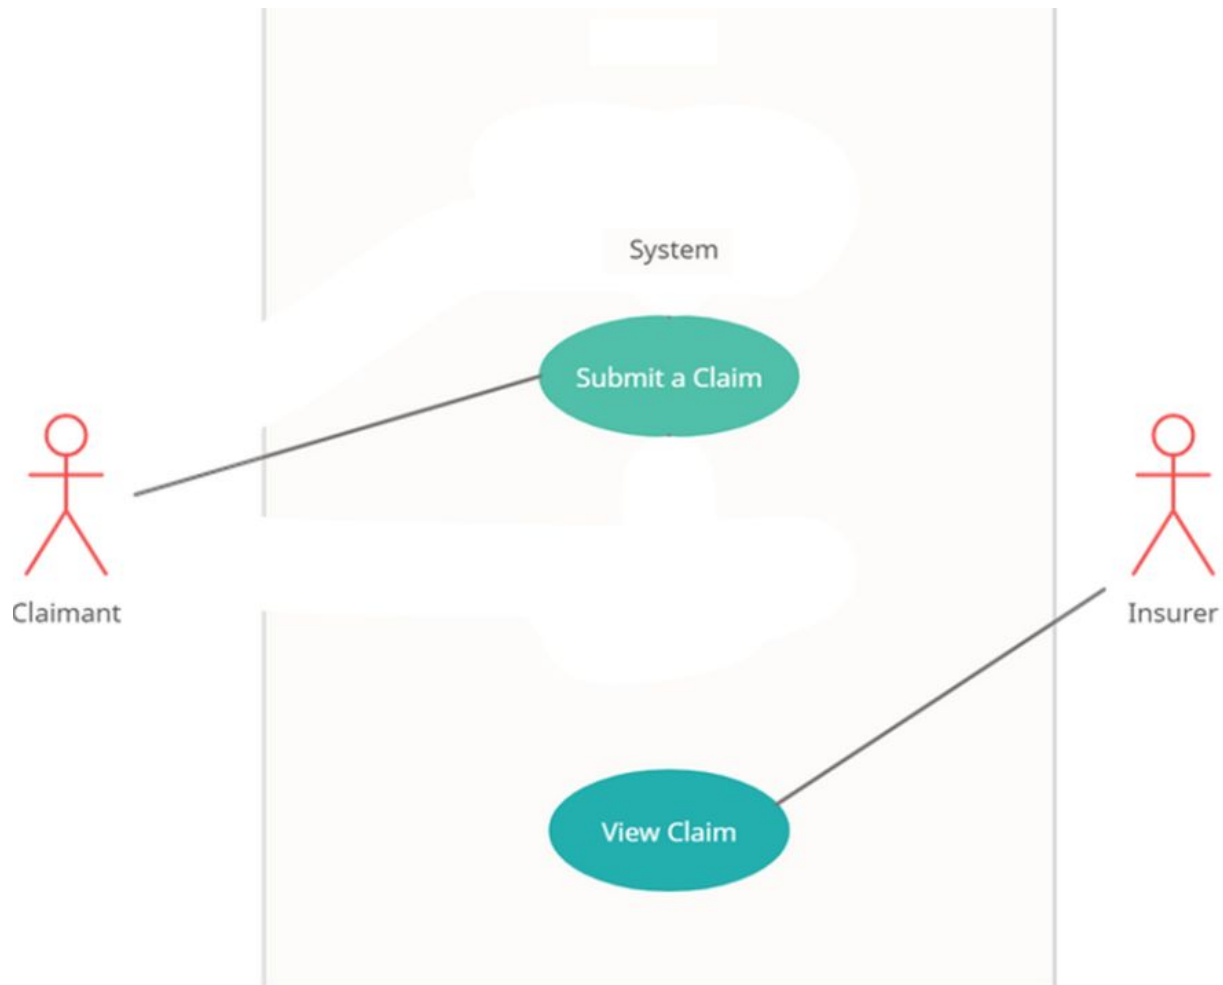 System
Submit a Claim
Claimant
Insurer
View Claim